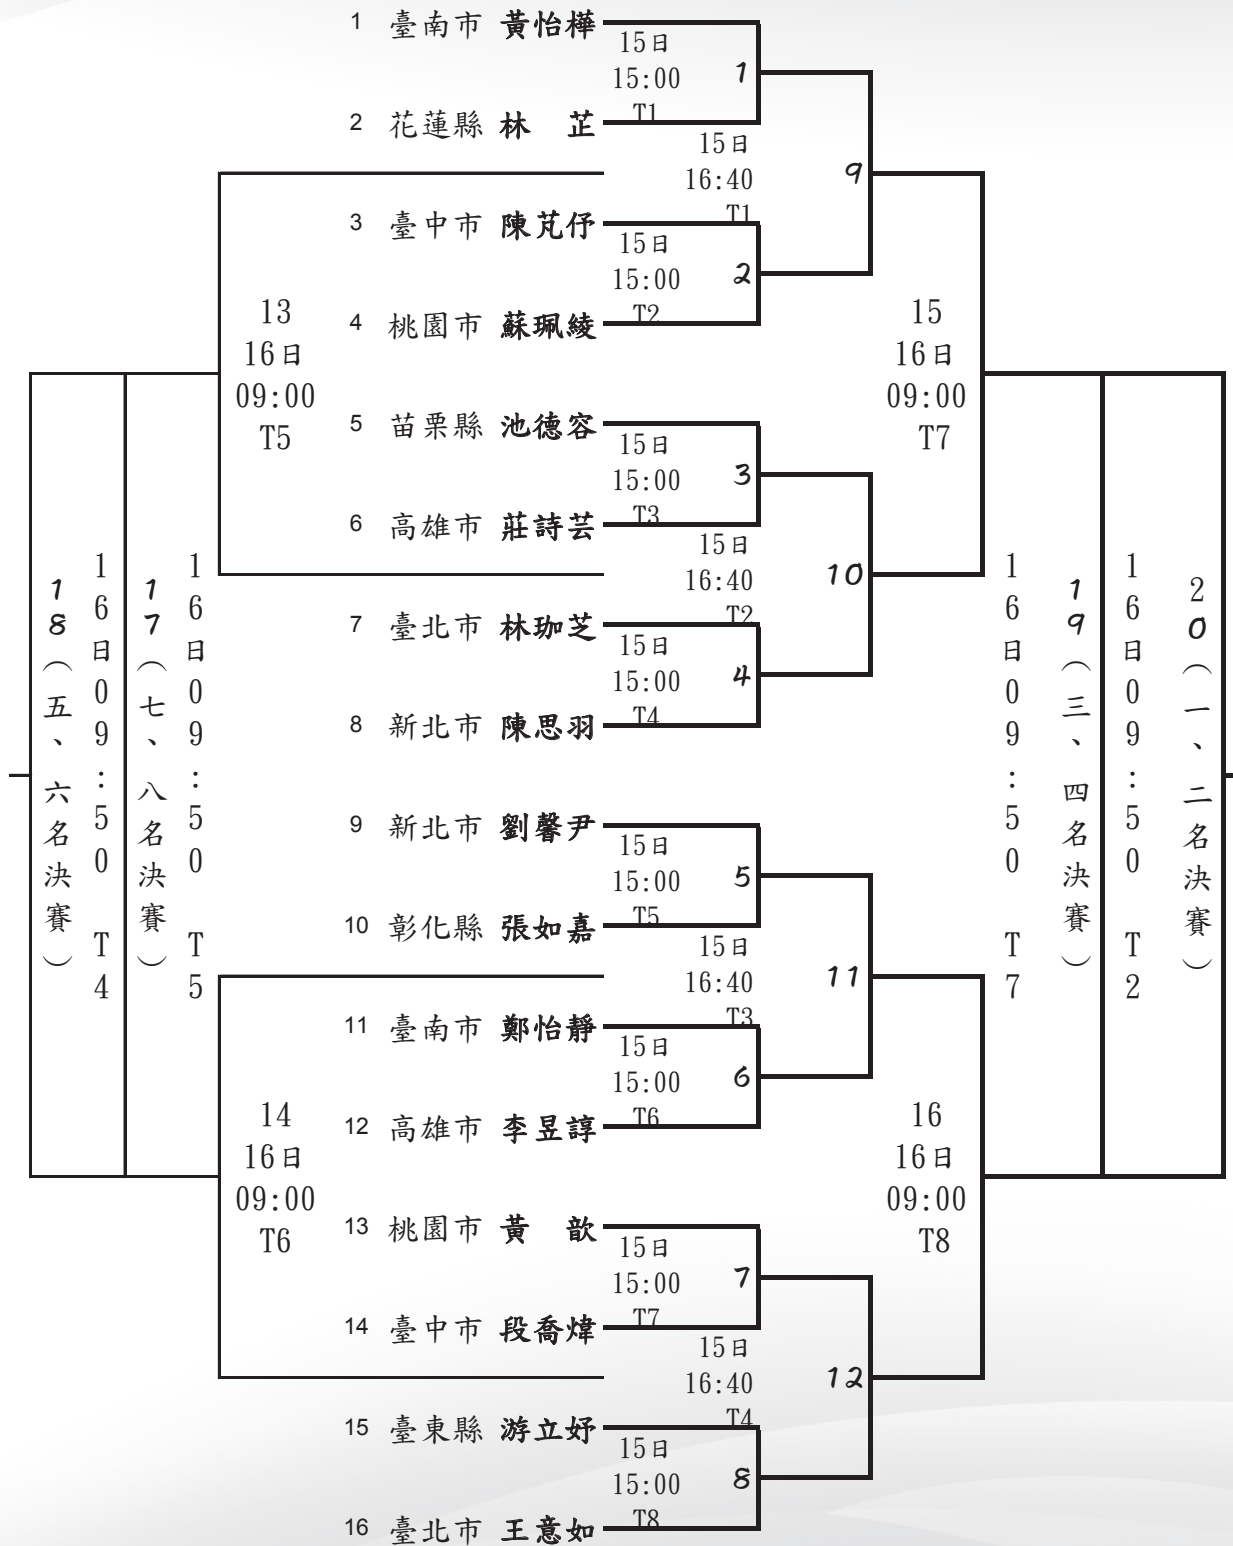 1 臺南市 黃怡樺
15日
15:00
T1
1
2 花蓮縣 林 芷
15日
16:40
T1
9
3 臺中市 陳芃伃
15日
15:00
T2
2
4 桃園市 蘇珮綾
13
16日
09:00
T5
15
16日
09:00
T7
5 苗栗縣 池德容
15日
15:00
T3
3
6 高雄市 莊詩芸
15日
16:40
T2
10
7 臺北市 林珈芝
15日
15:00
T4
4
8 新北市 陳思羽
18(五、六名決賽)
16日09:50 T4
17(七、八名決賽)
16日09:50 T5
16日09:50 T7
19(三、四名決賽)
16日09:50 T2
20(一、二名決賽)
9 新北市 劉馨尹
15日
15:00
T5
5
10 彰化縣 張如嘉
15日
16:40
T3
11
11 臺南市 鄭怡靜
15日
15:00
T6
6
12 高雄市 李昱諄
14
16日
09:00
T6
16
16日
09:00
T8
13 桃園市 黃 歆
15日
15:00
T7
7
14 臺中市 段喬煒
15日
16:40
T4
12
15 臺東縣 游立妤
15日
15:00
T8
8
16 臺北市 王意如